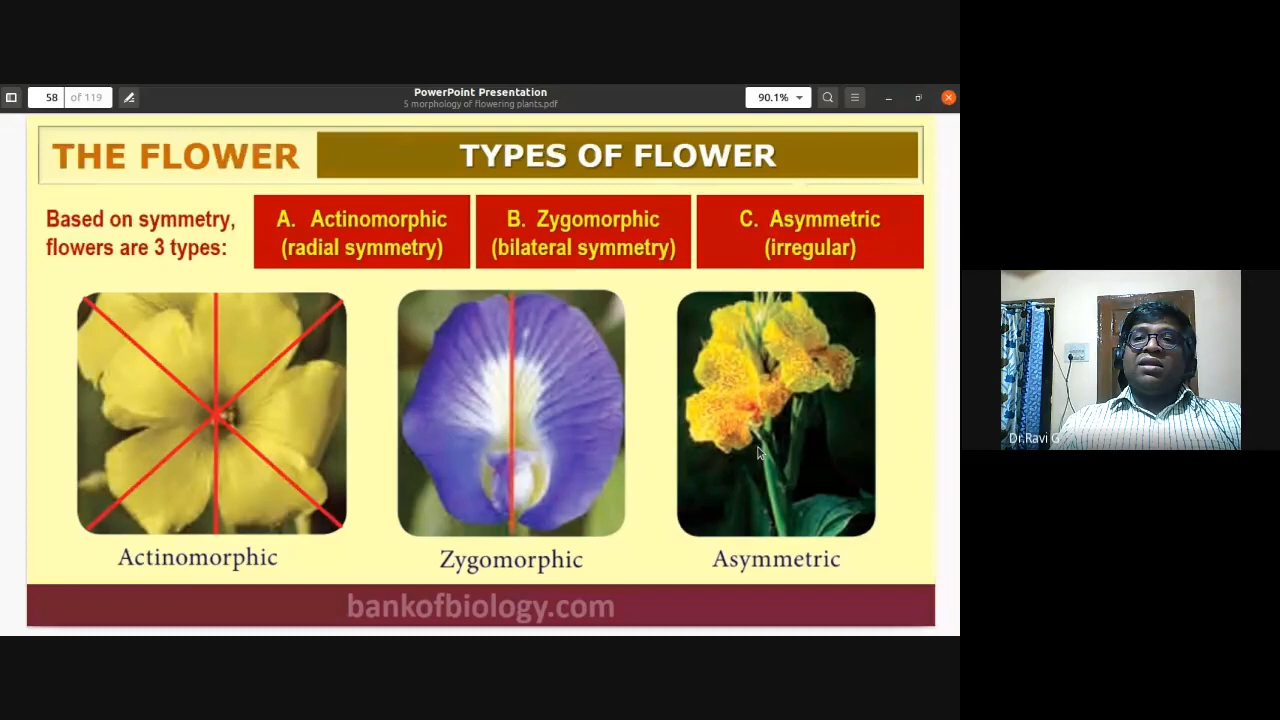 58 of 119
PowerPoint Presentation
5 morphology of flowering plants.pdf
90.1%
THE FLOWER
TYPES OF FLOWER
Based on symmetry,
flowers are 3 types:
A. Actinomorphic
(radial symmetry)
B. Zygomorphic
(bilateral symmetry)
C. Asymmetric
(irregular)
Actinomorphic
Zygomorphic
Asymmetric
bankofbiology.com
Dr.Ravi G